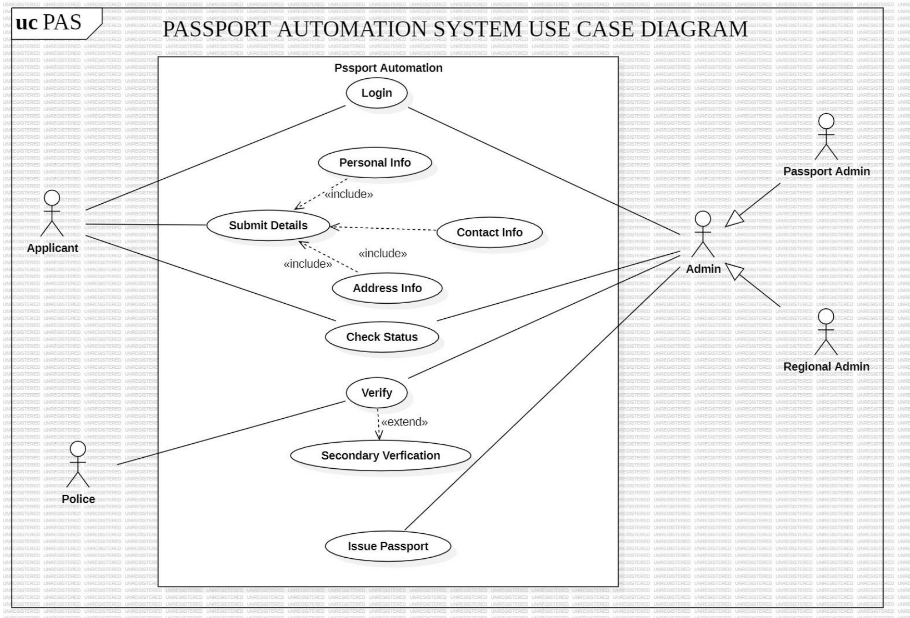 uc PAS
PASSPORT AUTOMATION SYSTEM USE CASE DIAGRAM
Pssport Automation
Login
Personal Info
Passport Admin
«include»
Submit Details
Contact Info
Applicant
«include»
«include»
Admin
Address Info
Check Status
Regional Admin
Verify
«extend»
Secondary Verfication
Police
Issue Passport
UNREGISTERED